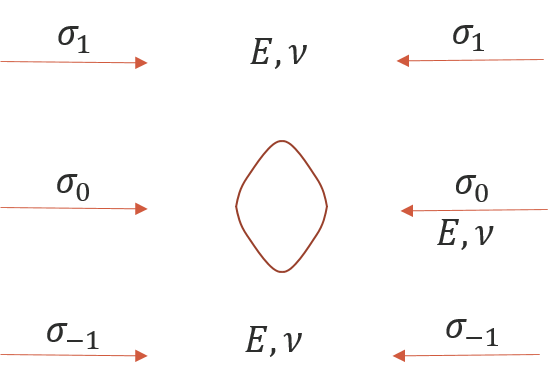 σ₁ E, ν σ₁
σ₀ σ₀
E, ν
σ₋₁ E, ν σ₋₁